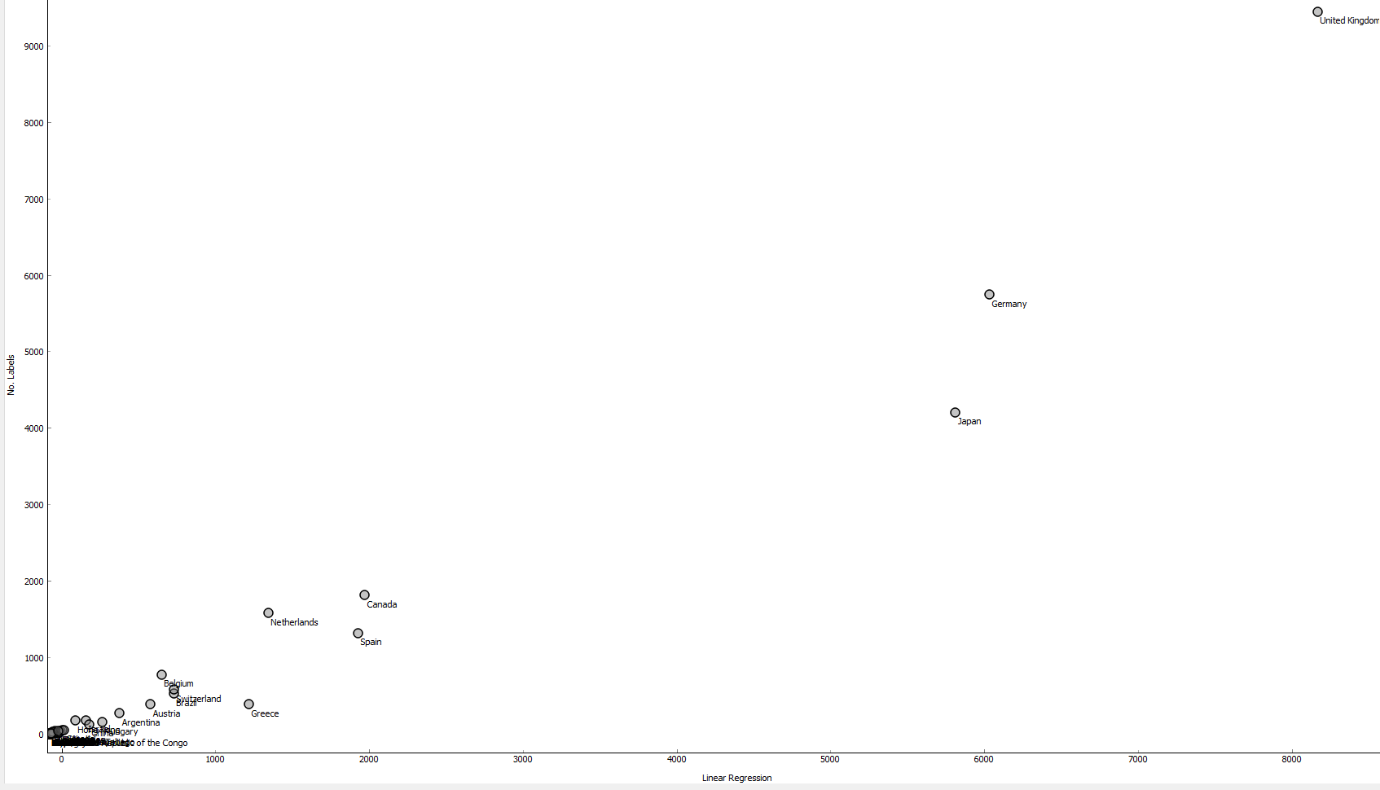 United Kingdom
9000
8000
7000
6000
Germany
5000
No. Labels
Japan
4000
3000
2000
Canada
Netherlands
Spain
1000
Belgium
Switzerland
Brazil
Austria
Greece
Argentina
0
of the Congo
0 1000 2000 3000 4000 5000 6000 7000 8000
Linear Regression